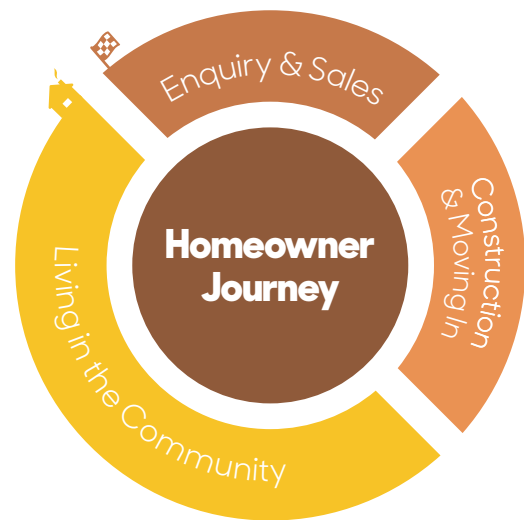 Enquiry & Sales
Construction
& Moving In
Living in the Community
Homeowner
Journey